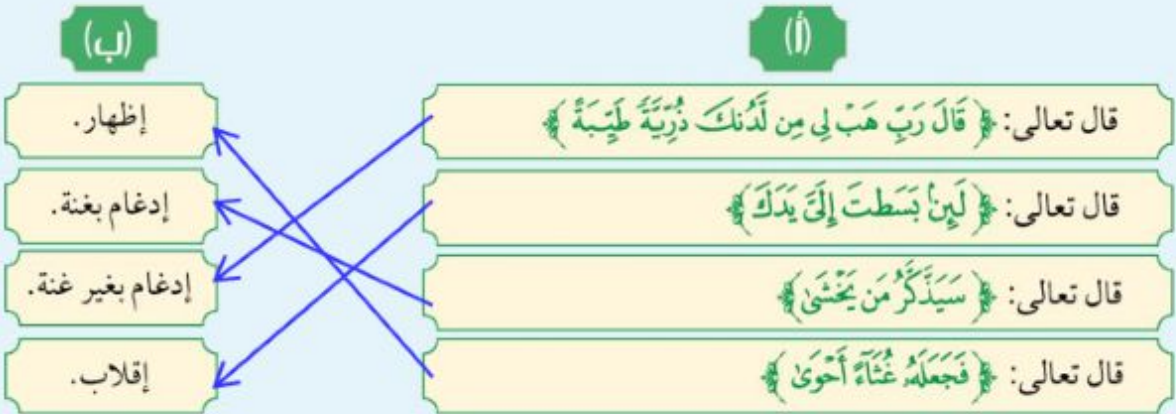 (أ)
(ب)
قال تعالى: ﴿ قَالَ رَبِّ هَبْ لِي مِن لَّدُنكَ ذُرِّيَّةً طَيِّبَةً ﴾
إظهار.
قال تعالى: ﴿ لَئِنۢ بَسَطتَ إِلَيَّ يَدَكَ ﴾
إدغام بغنة.
قال تعالى: ﴿ سَيَذَّكَّرُ مَن يَخْشَىٰ ﴾
إدغام بغير غنة.
قال تعالى: ﴿ فَجَعَلَهُۥ غُثَآءً أَحْوَىٰ ﴾
إقلاب.